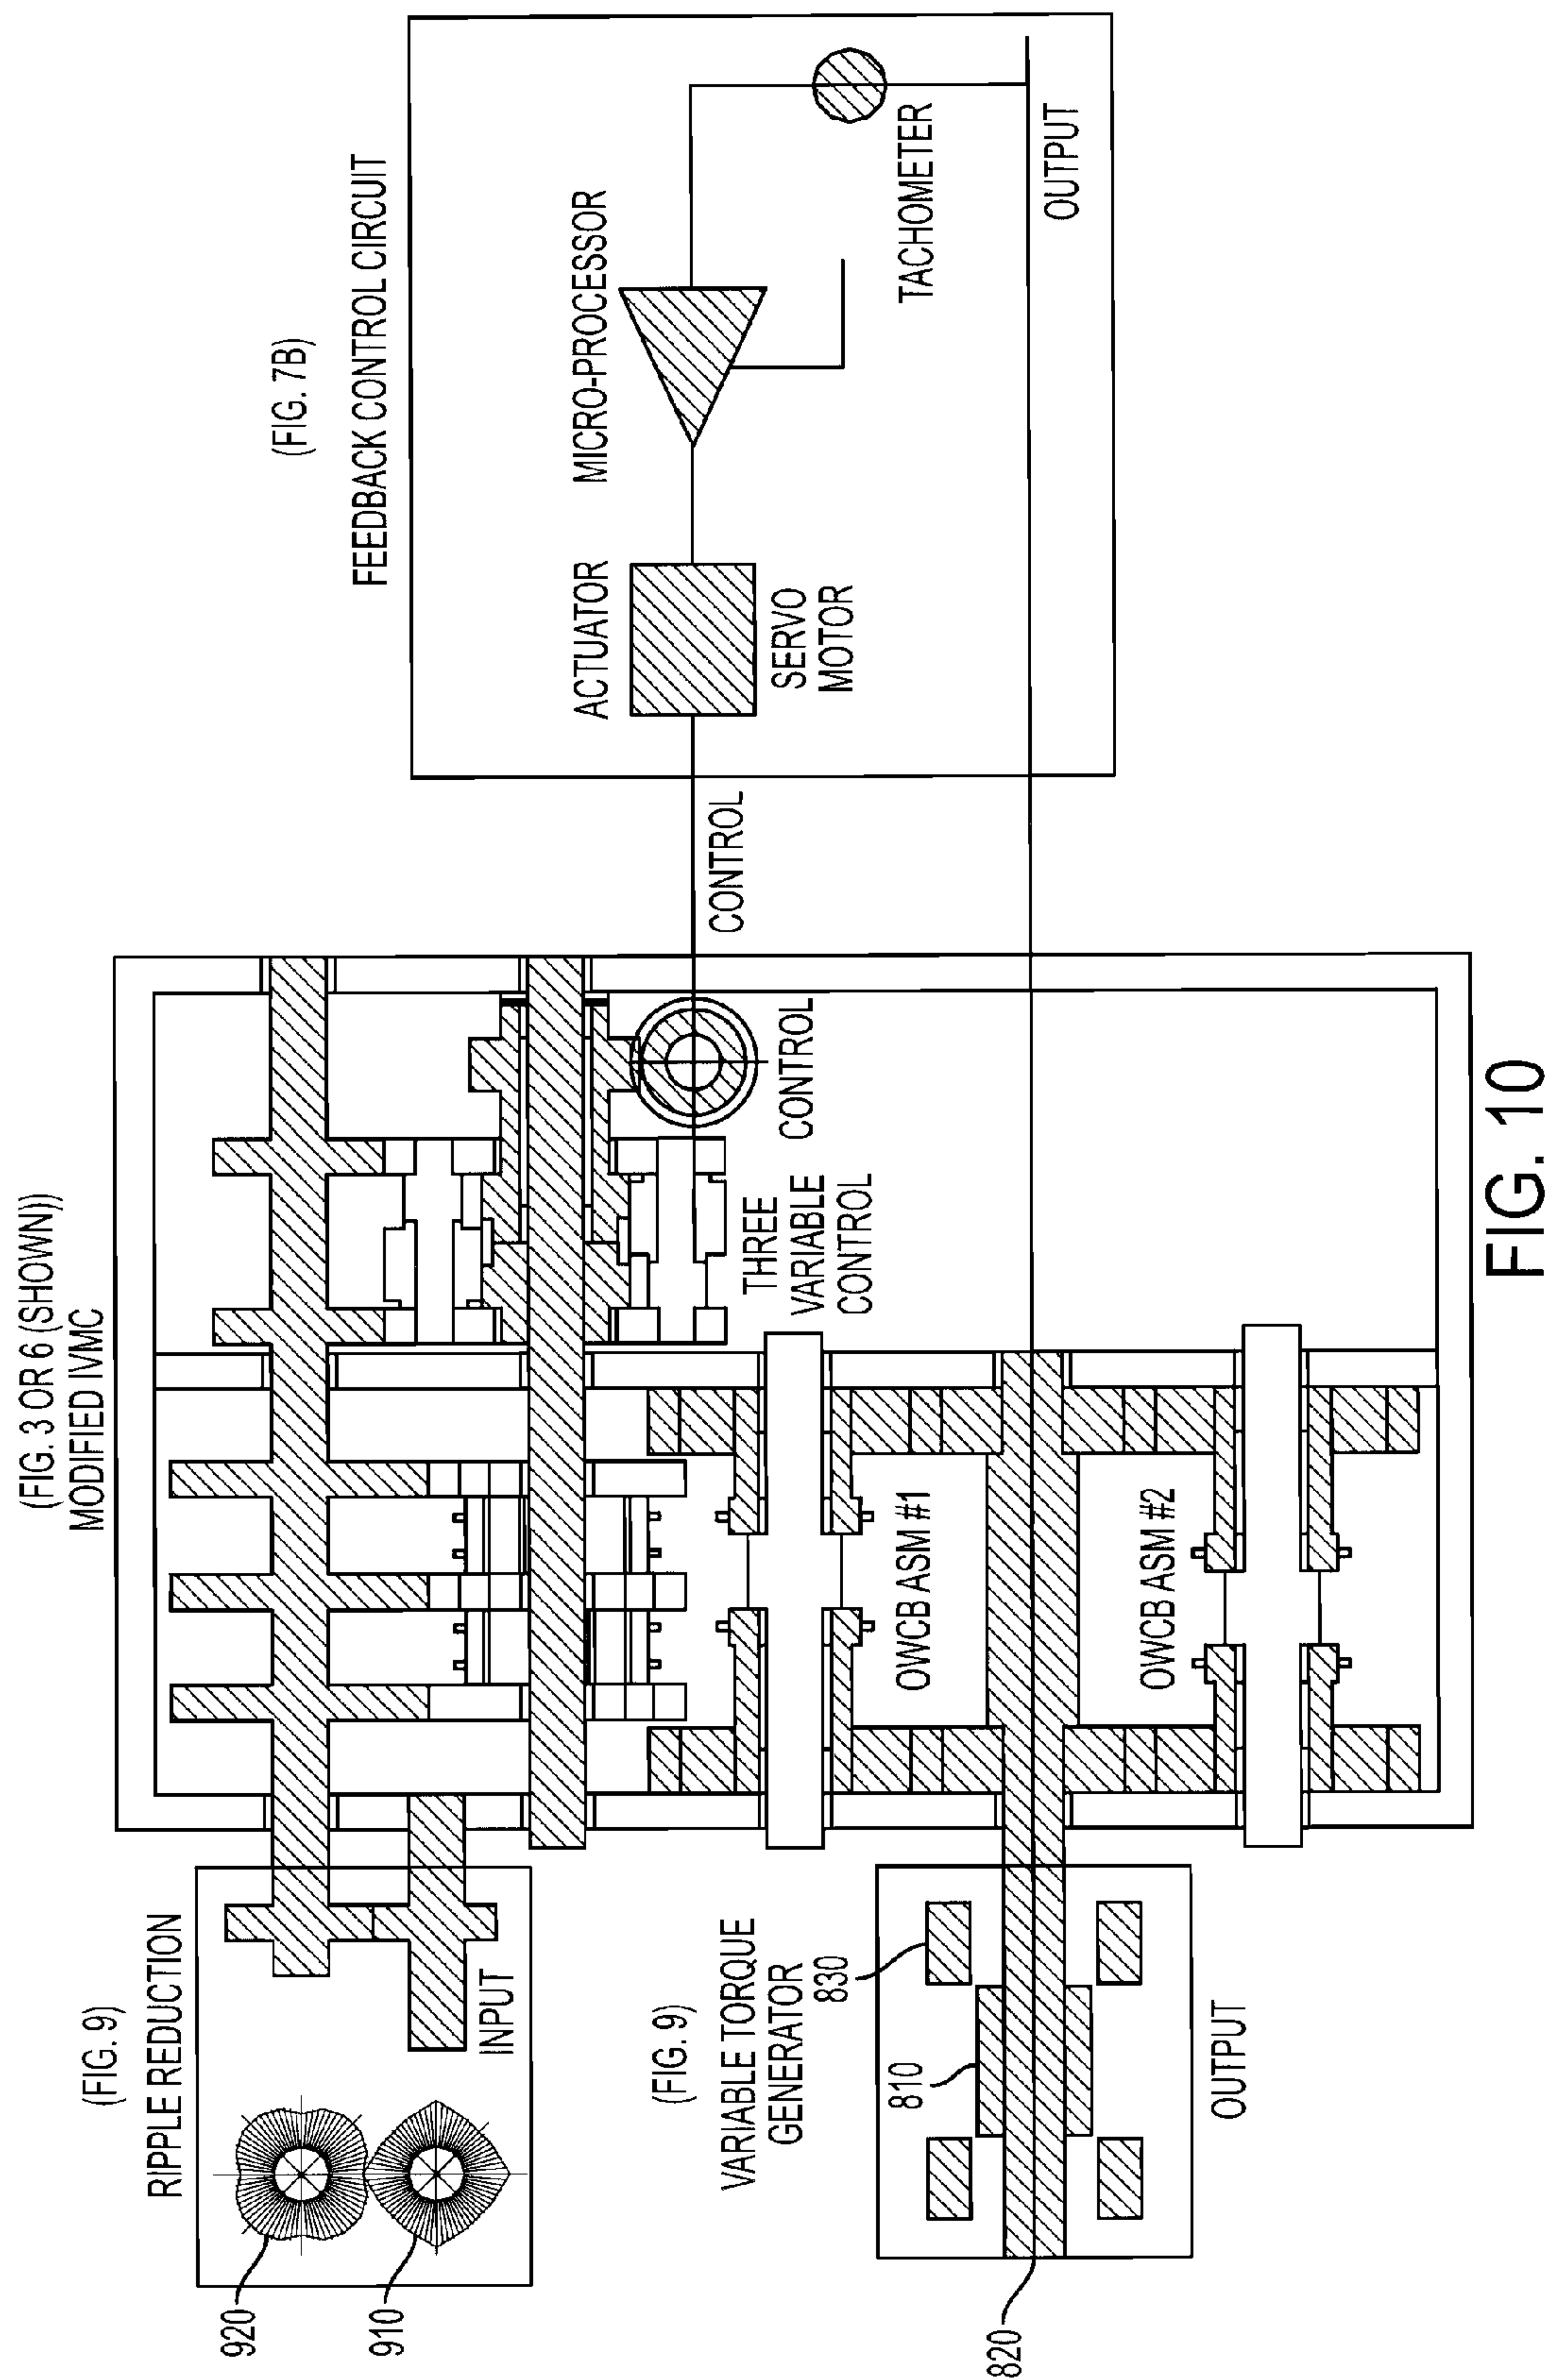 (FIG. 9)
RIPPLE REDUCTION
920
910
INPUT
(FIG. 3 OR 6 (SHOWN))
MODIFIED IVMC
THREE
VARIABLE
CONTROL
CONTROL
CONTROL
(FIG. 7B)
FEEDBACK CONTROL CIRCUIT
ACTUATOR
SERVO
MOTOR
MICRO-PROCESSOR
TACHOMETER
OUTPUT
(FIG. 9)
VARIABLE TORQUE
GENERATOR
830
810
820
OUTPUT
OWCB ASM #1
OWCB ASM #2
FIG. 10